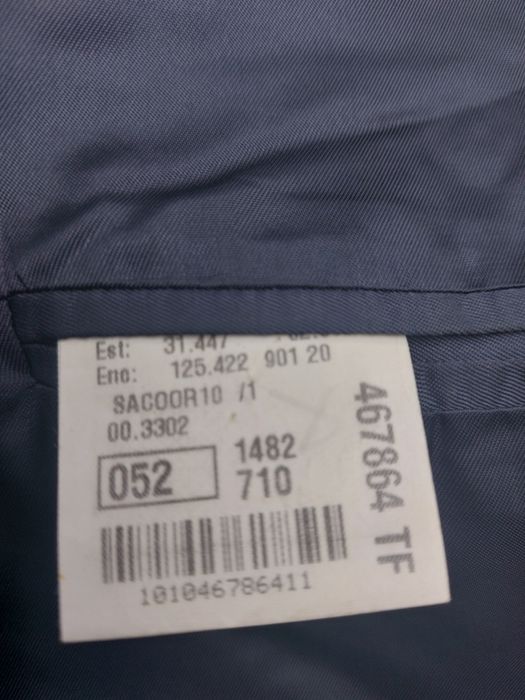 Est: 31.447
Enc: 125.422 901 20
SACOOR10 /1
00.3302
052
1482
710
101046786411
467864 TF